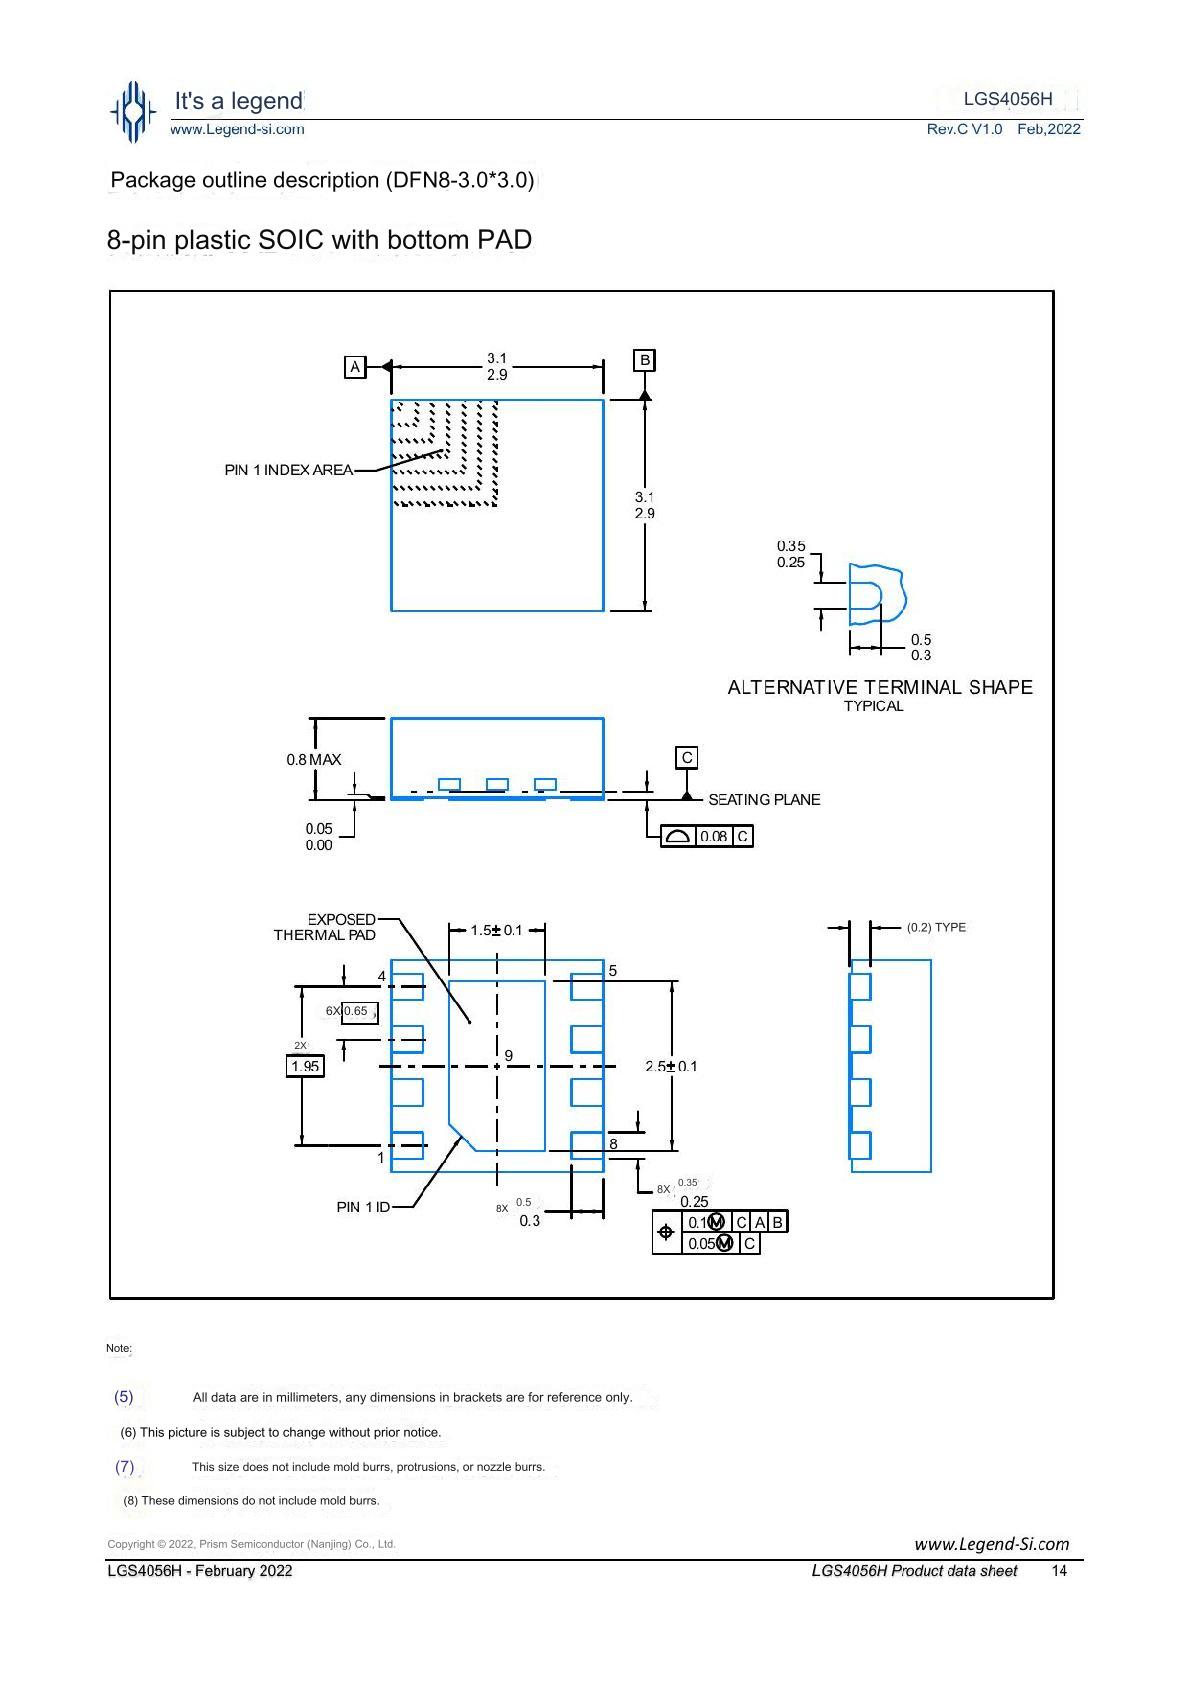 It's a legend
LGS4056H
www.Legend-si.com
Rev.C V1.0 Feb,2022
Package outline description (DFN8-3.0*3.0)
8-pin plastic SOIC with bottom PAD
A
3.1
2.9
B
PIN 1 INDEX AREA
3.1
2.9
0.35
0.25
0.5
0.3
ALTERNATIVE TERMINAL SHAPE
TYPICAL
0.8 MAX
C
SEATING PLANE
0.05
0.00
0.08 C
EXPOSED
THERMAL PAD
1.5±0.1
(0.2) TYPE
4
5
6X 0.65
2X
1.95
9
2.5±0.1
1
8
PIN 1 ID
8X 0.5
0.3
8X 0.35
0.25
0.1 Ⓜ C A B
0.05 Ⓜ C
Note:
(5) All data are in millimeters, any dimensions in brackets are for reference only.
(6) This picture is subject to change without prior notice.
(7) This size does not include mold burrs, protrusions, or nozzle burrs.
(8) These dimensions do not include mold burrs.
Copyright © 2022, Prism Semiconductor (Nanjing) Co., Ltd.
www.Legend-Si.com
LGS4056H - February 2022
LGS4056H Product data sheet 14